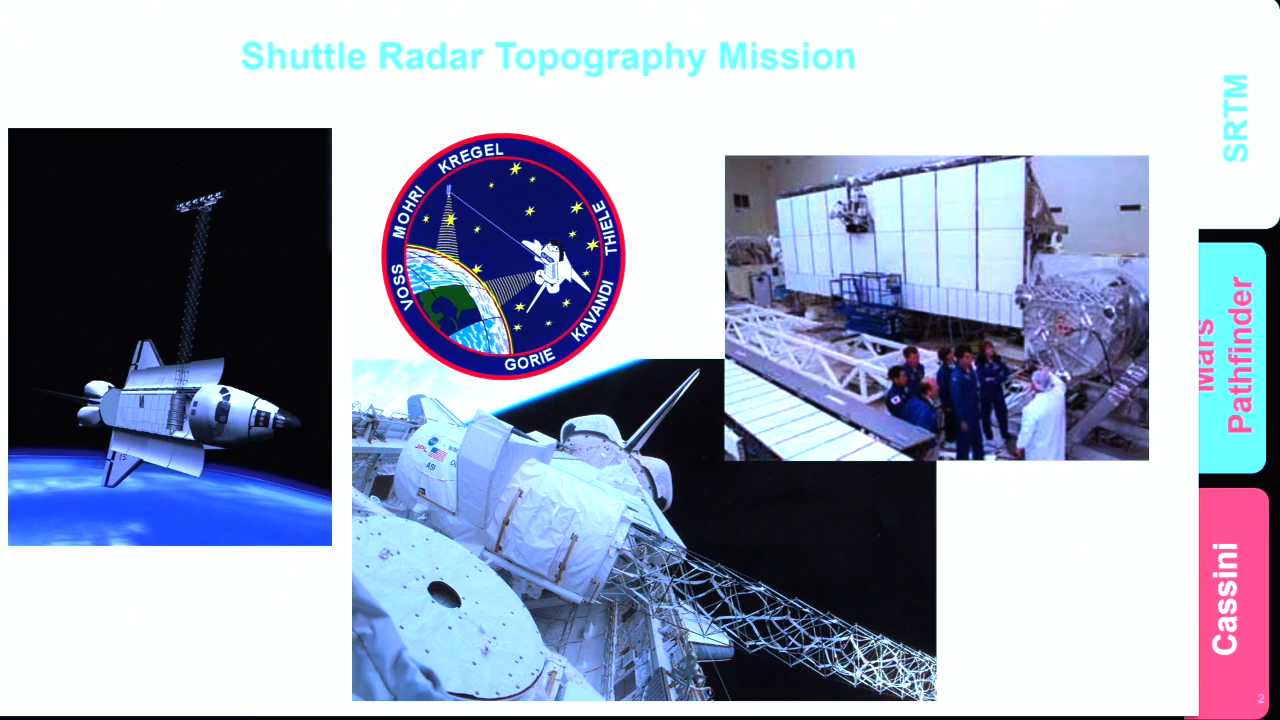 Shuttle Radar Topography Mission
SRTM
KREGEL
MOHRI
VOSS
THIELE
KAVANDI
GORIE
Mars
Pathfinder
JPL
ASI
Cassini
2